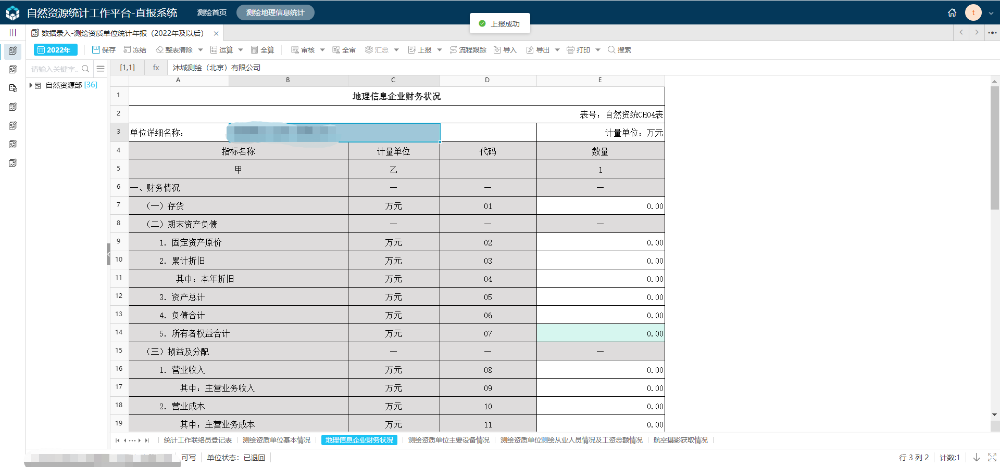 自然资源统计工作平台-直报系统 测绘首页 测绘地理信息统计 t
上报成功
数据录入-测绘资质单位统计年报（2022年及以后） ×
2022年 保存 冻结 整表清除 运算 全算 审核 全审 汇总 上报 流程跟踪 导入 导出 打印 搜索
请输入关键字.. [1,1] fx 沐城测绘（北京）有限公司
自然资源部 [36]
A B C D E
1 地理信息企业财务状况
2 表号：自然资统CH04表
3 单位详细名称： 计量单位：万元
4 指标名称 计量单位 代码 数量
5 甲 乙 1
6 一、财务情况 — — —
7 （一）存货 万元 01 0.00
8 （二）期末资产负债 — — —
9 1. 固定资产原价 万元 02 0.00
10 2. 累计折旧 万元 03 0.00
11 其中：本年折旧 万元 04 0.00
12 3. 资产总计 万元 05 0.00
13 4. 负债合计 万元 06 0.00
14 5. 所有者权益合计 万元 07 0.00
15 （三）损益及分配 — — —
16 1. 营业收入 万元 08 0.00
17 其中：主营业务收入 万元 09 0.00
18 2. 营业成本 万元 10 0.00
19 其中：主营业务成本 万元 11 0.00
统计工作联络员登记表 测绘资质单位基本情况 地理信息企业财务状况 测绘资质单位主要设备情况 测绘资质单位测绘从业人员情况及工资总额情况 航空摄影获取情况
可写 单位状态：已退回 行 3 列 2 计数:1